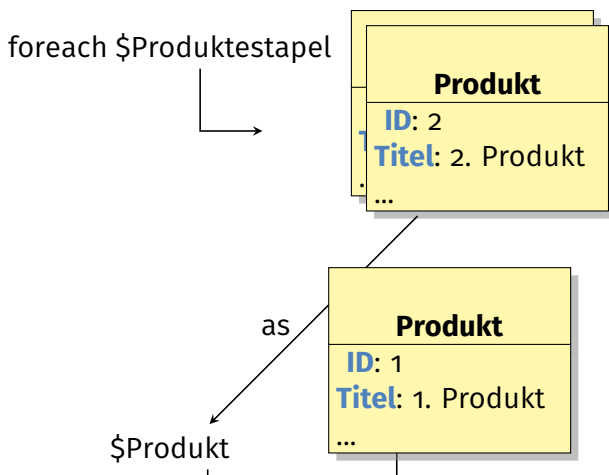 foreach $Produktestapel
Produkt
ID: 2
Titel: 2. Produkt
...
as
Produkt
ID: 1
Titel: 1. Produkt
...
$Produkt